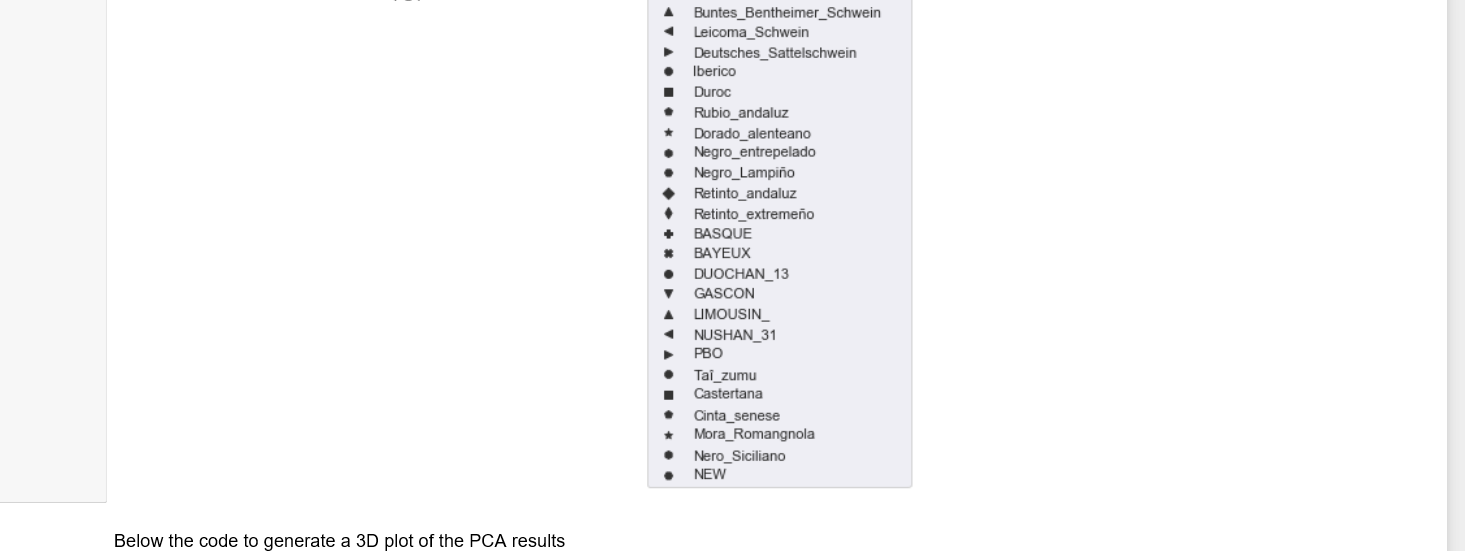 Buntes_Bentheimer_Schwein
Leicoma_Schwein
Deutsches_Sattelschwein
Iberico
Duroc
Rubio_andaluz
Dorado_alenteano
Negro_entrepelado
Negro_Lampiño
Retinto_andaluz
Retinto_extremeño
BASQUE
BAYEUX
DUOCHAN_13
GASCON
LIMOUSIN_
NUSHAN_31
PBO
Taî_zumu
Castertana
Cinta_senese
Mora_Romangnola
Nero_Siciliano
NEW
Below the code to generate a 3D plot of the PCA results